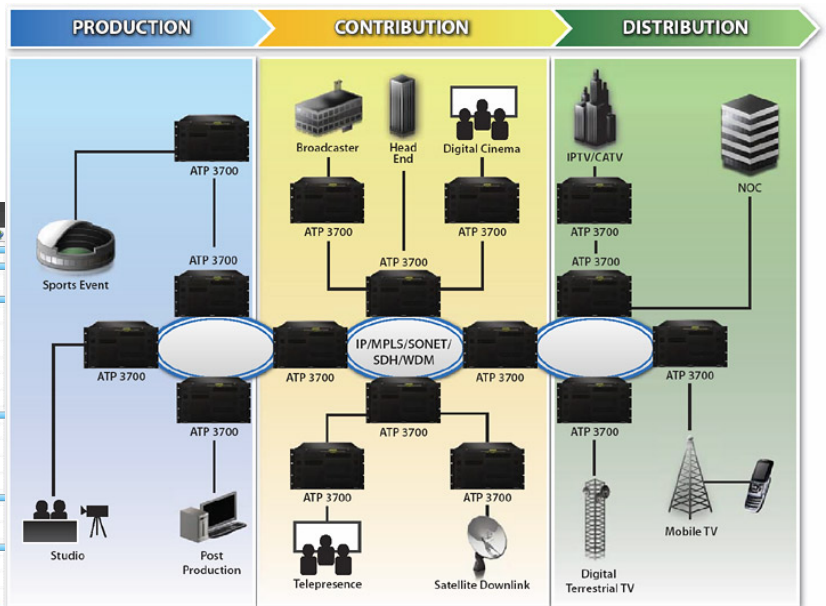 PRODUCTION
CONTRIBUTION
DISTRIBUTION
ATP 3700
Sports Event
ATP 3700
ATP 3700
ATP 3700
Studio
Post
Production
Broadcaster
Head
End
Digital Cinema
ATP 3700
ATP 3700
ATP 3700
ATP 3700
IP/MPLS/SONET/
SDH/WDM
ATP 3700
ATP 3700
ATP 3700
ATP 3700
Telepresence
Satellite Downlink
IPTV/CATV
NOC
ATP 3700
ATP 3700
ATP 3700
ATP 3700
Mobile TV
Digital
Terrestrial TV